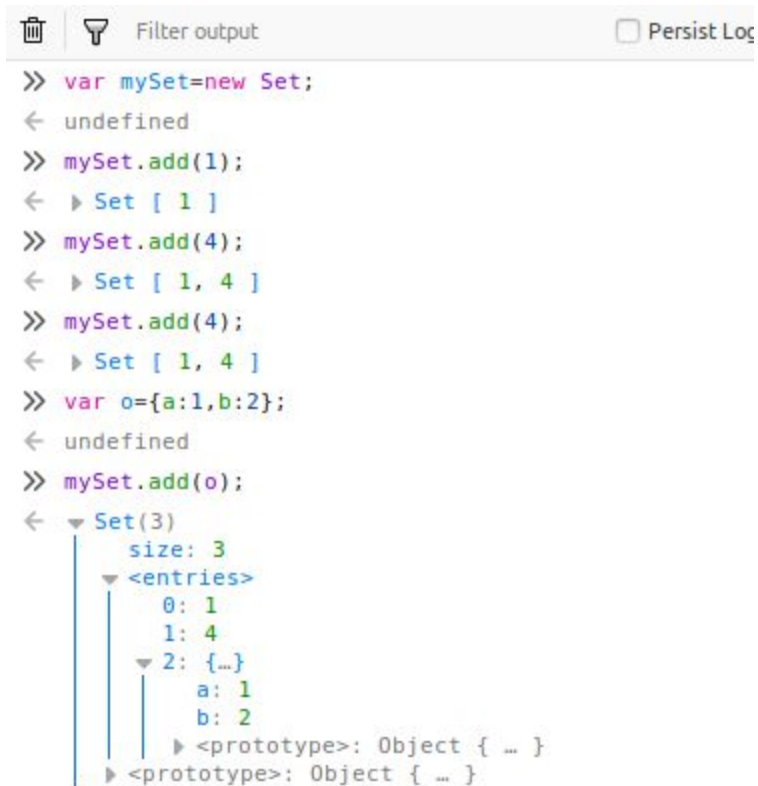 Filter output Persist Log
>> var mySet=new Set;
← undefined
>> mySet.add(1);
← ▶ Set [ 1 ]
>> mySet.add(4);
← ▶ Set [ 1, 4 ]
>> mySet.add(4);
← ▶ Set [ 1, 4 ]
>> var o={a:1,b:2};
← undefined
>> mySet.add(o);
← ▼ Set(3)
size: 3
▼ <entries>
0: 1
1: 4
▼ 2: {…}
a: 1
b: 2
▶ <prototype>: Object { … }
▶ <prototype>: Object { … }